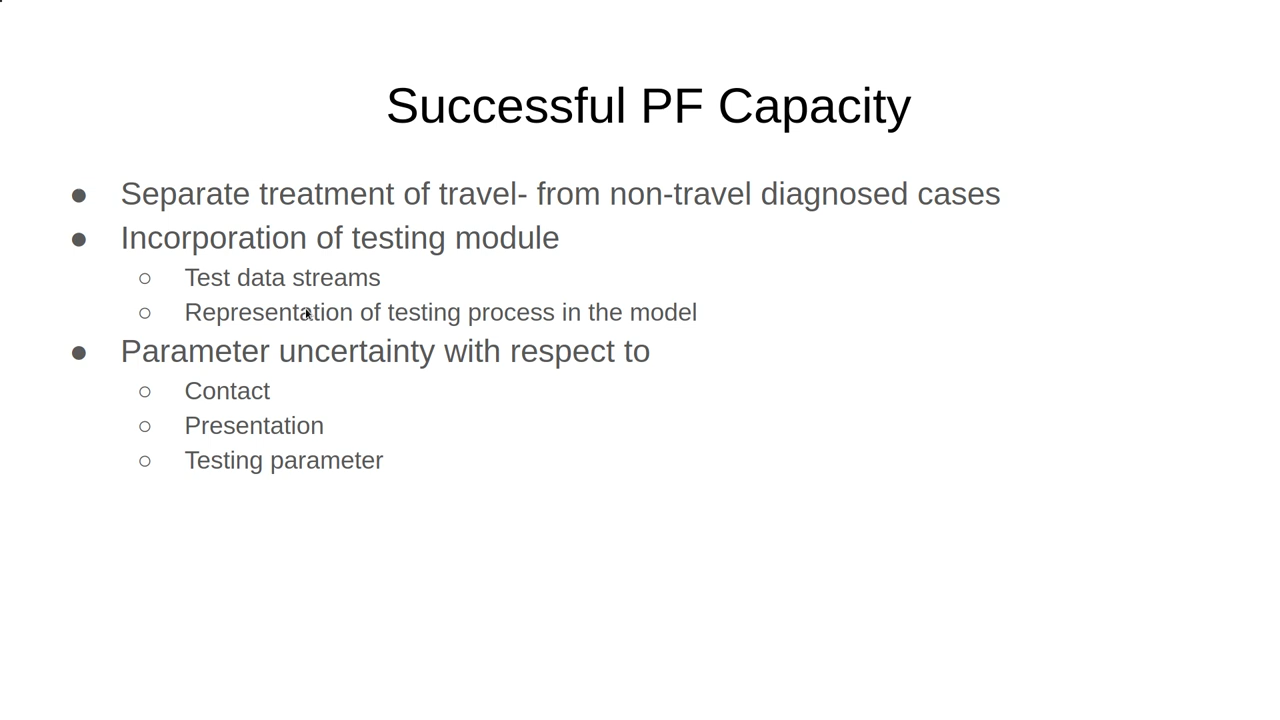 Successful PF Capacity
● Separate treatment of travel- from non-travel diagnosed cases
● Incorporation of testing module
○ Test data streams
○ Representation of testing process in the model
● Parameter uncertainty with respect to
○ Contact
○ Presentation
○ Testing parameter